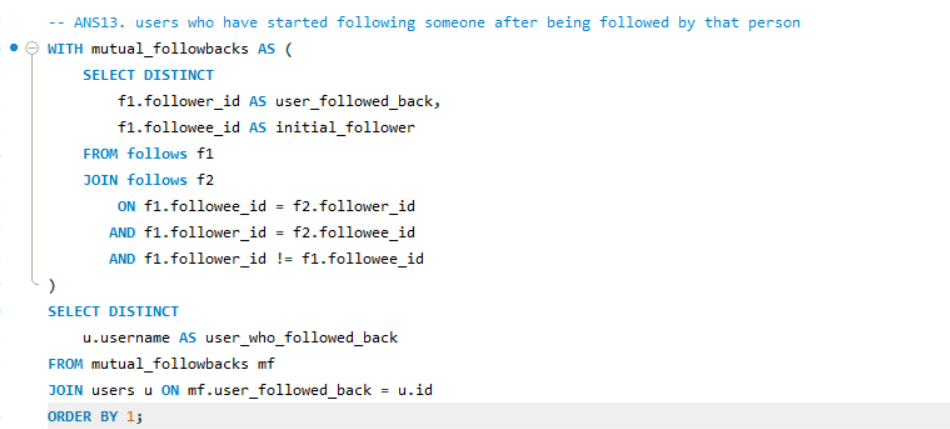 -- ANS13. users who have started following someone after being followed by that person
WITH mutual_followbacks AS (
    SELECT DISTINCT
        f1.follower_id AS user_followed_back,
        f1.followee_id AS initial_follower
    FROM follows f1
    JOIN follows f2
        ON f1.followee_id = f2.follower_id
       AND f1.follower_id = f2.followee_id
       AND f1.follower_id != f1.followee_id
)
SELECT DISTINCT
    u.username AS user_who_followed_back
FROM mutual_followbacks mf
JOIN users u ON mf.user_followed_back = u.id
ORDER BY 1;